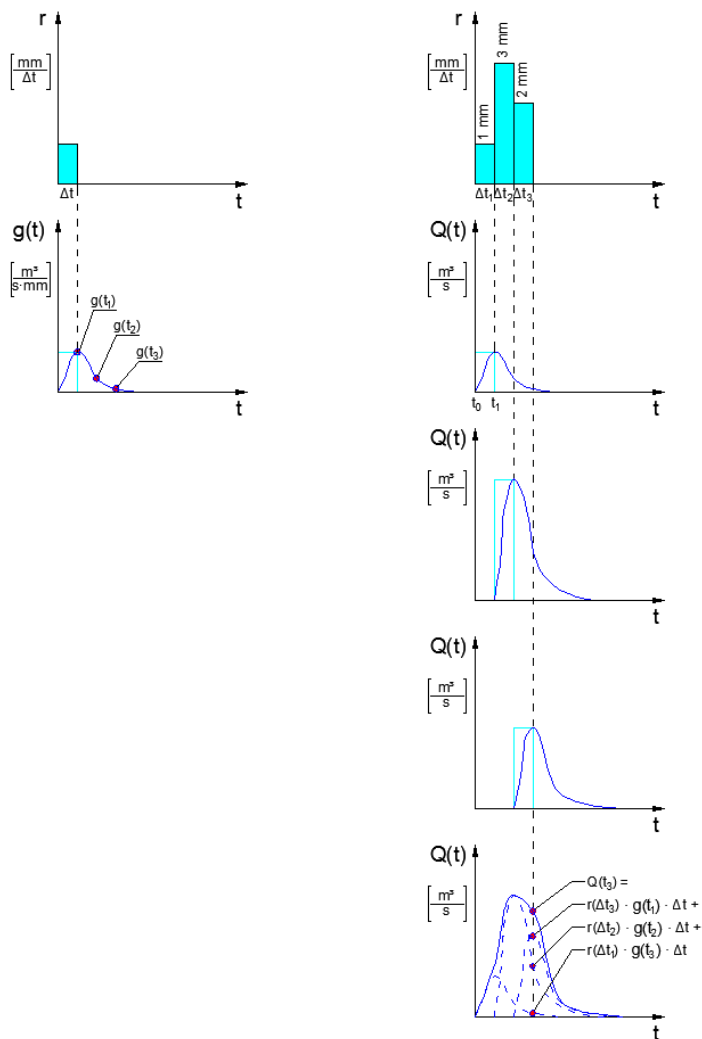 r
[mm/Δt]
Δt
t
g(t)
[m³/s·mm]
g(t₁)
g(t₂)
g(t₃)
t
r
[mm/Δt]
1 mm
3 mm
2 mm
Δt₁ Δt₂ Δt₃
t
Q(t)
[m³/s]
t₀ t₁
t
Q(t)
[m³/s]
t
Q(t)
[m³/s]
t
Q(t)
[m³/s]
Q(t₃) =
r(Δt₃) · g(t₁) · Δt +
r(Δt₂) · g(t₂) · Δt +
r(Δt₁) · g(t₃) · Δt
t